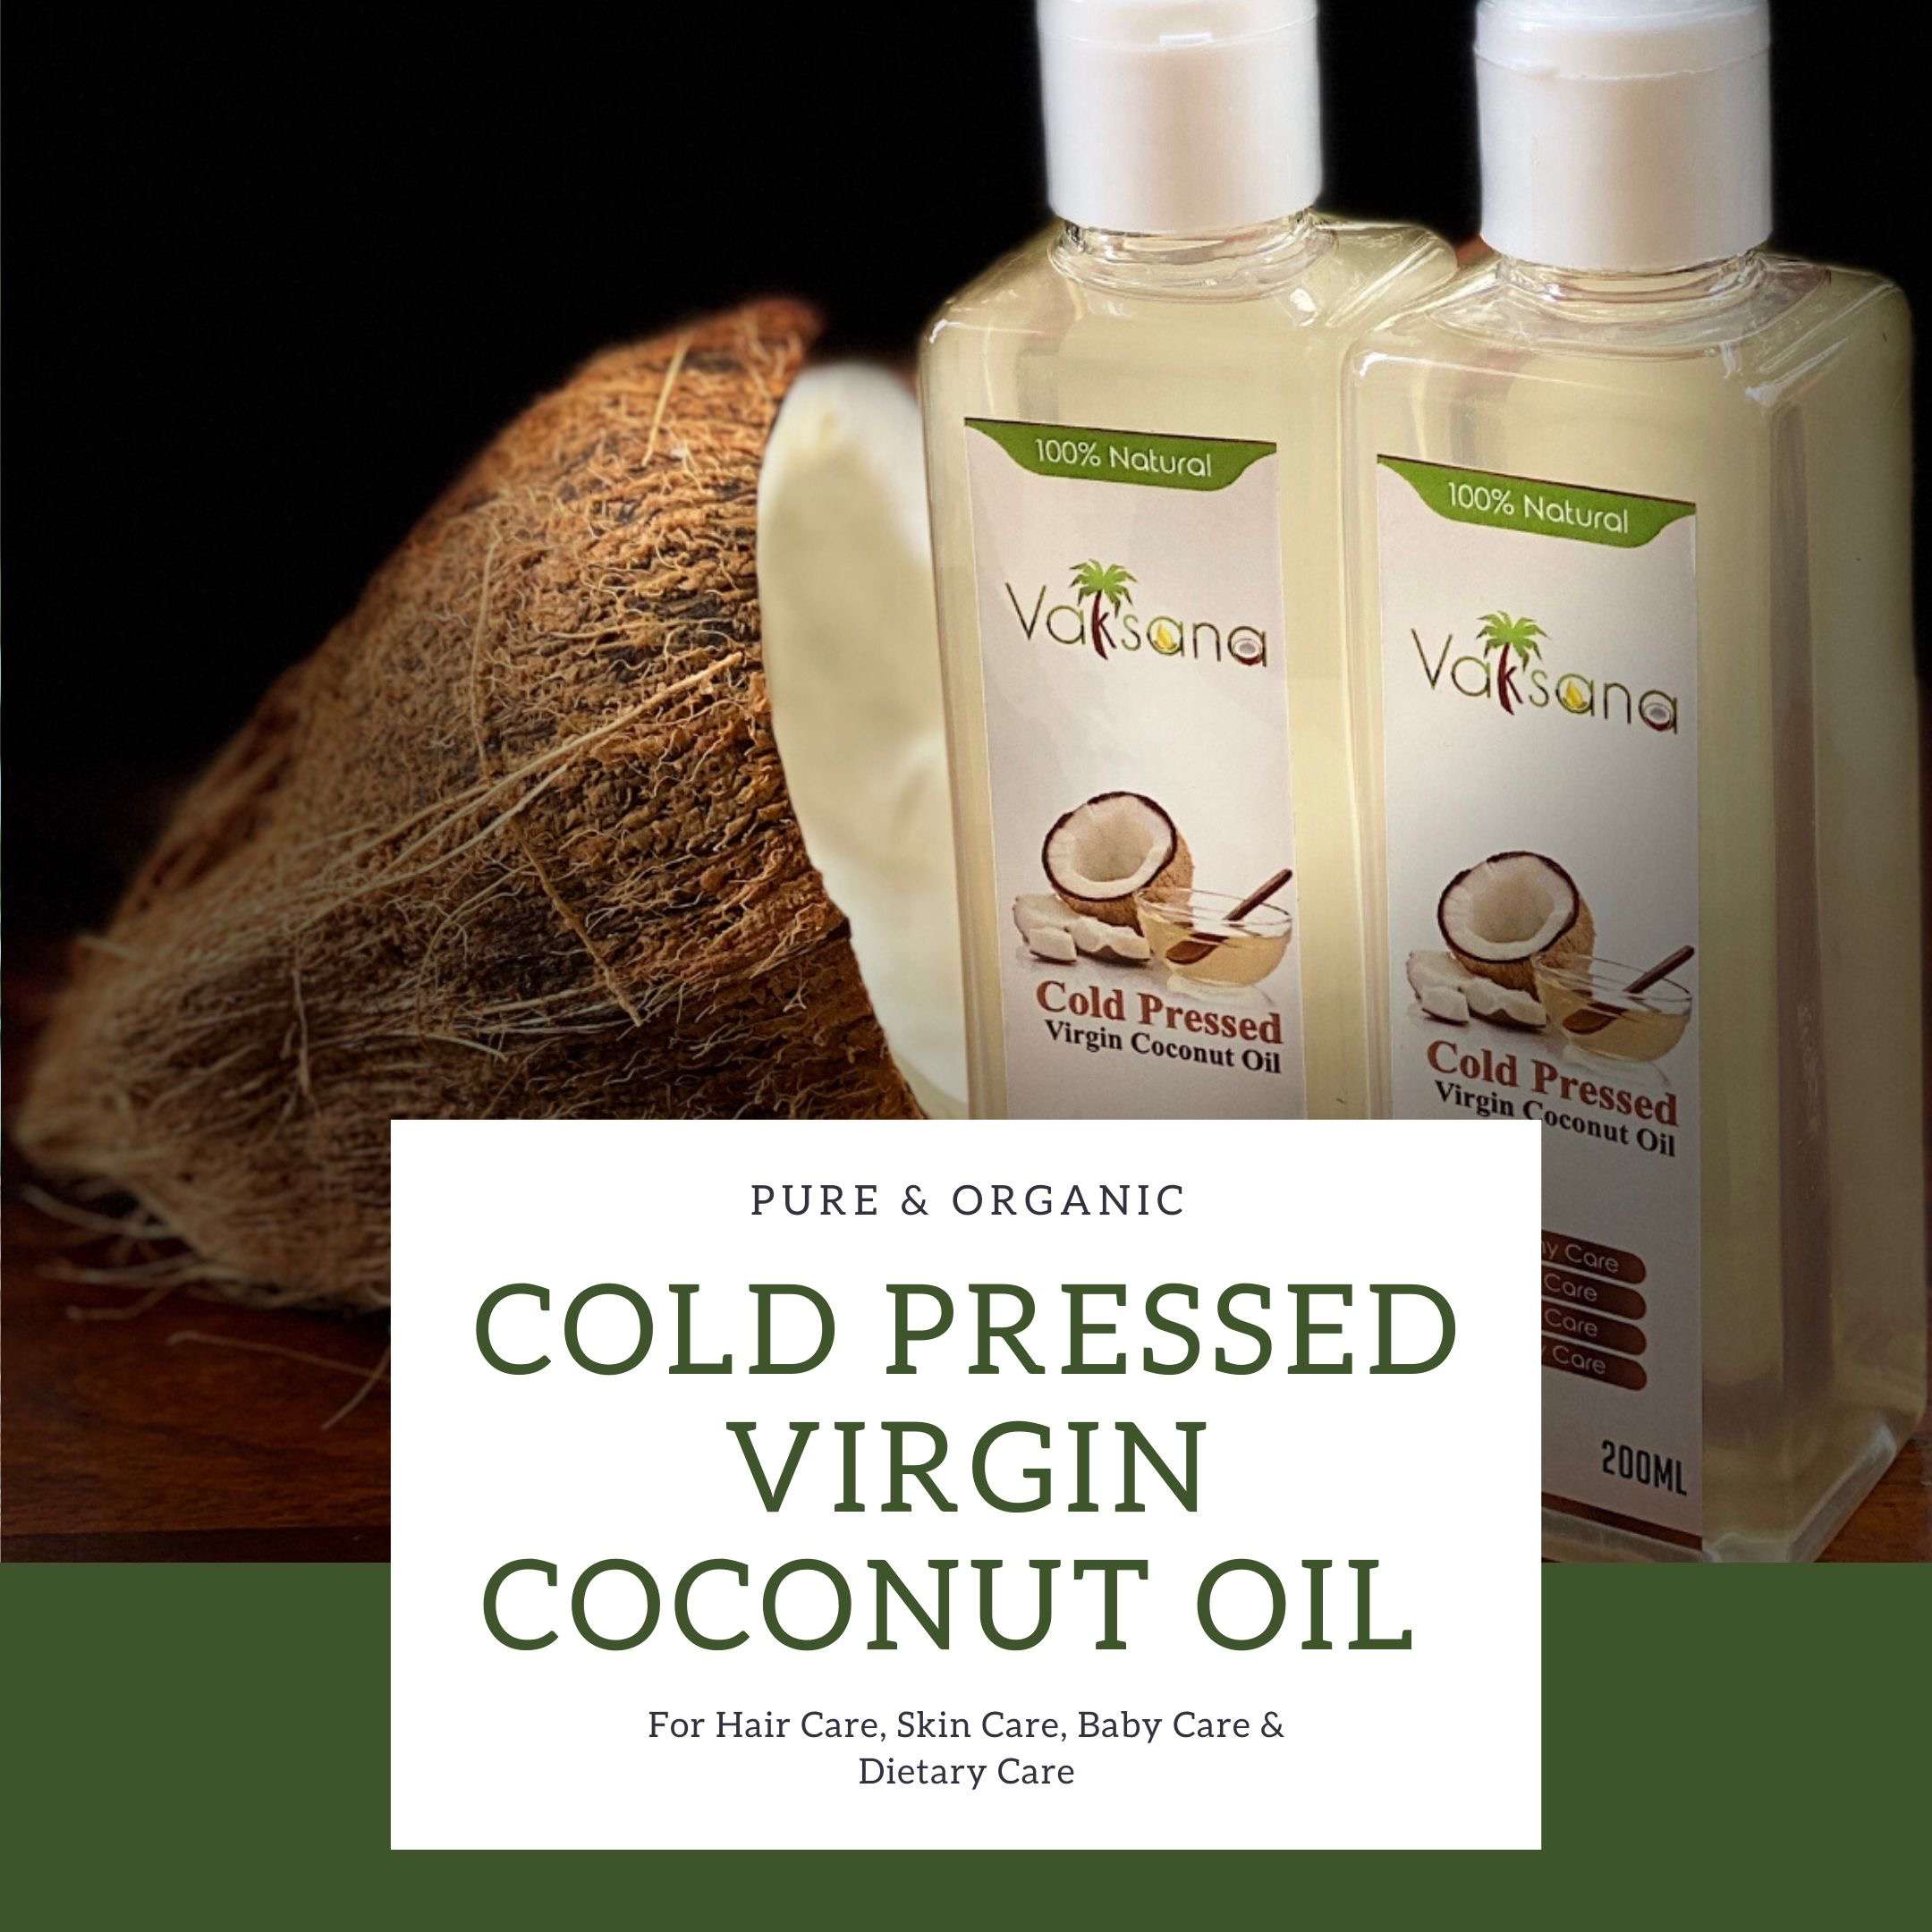 100% Natural
Vaksana
Cold Pressed
Virgin Coconut Oil
100% Natural
Vaksana
Cold Pressed
Virgin Coconut Oil
Care
Care
Care
Care
200ML
PURE & ORGANIC
COLD PRESSED
VIRGIN
COCONUT OIL
For Hair Care, Skin Care, Baby Care &
Dietary Care